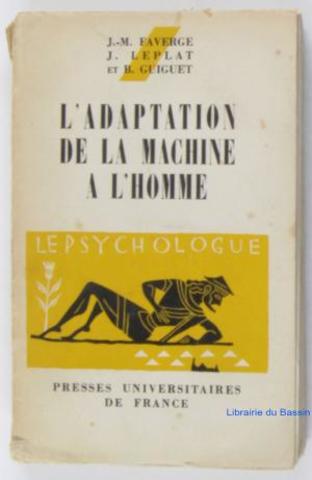 J.-M. FAVERGE
J. LEPLAT
ET B. GUIGUET
L'ADAPTATION
DE LA MACHINE
A L'HOMME
LE PSYCHOLOGUE
PRESSES UNIVERSITAIRES
DE FRANCE
Librairie du Bassin